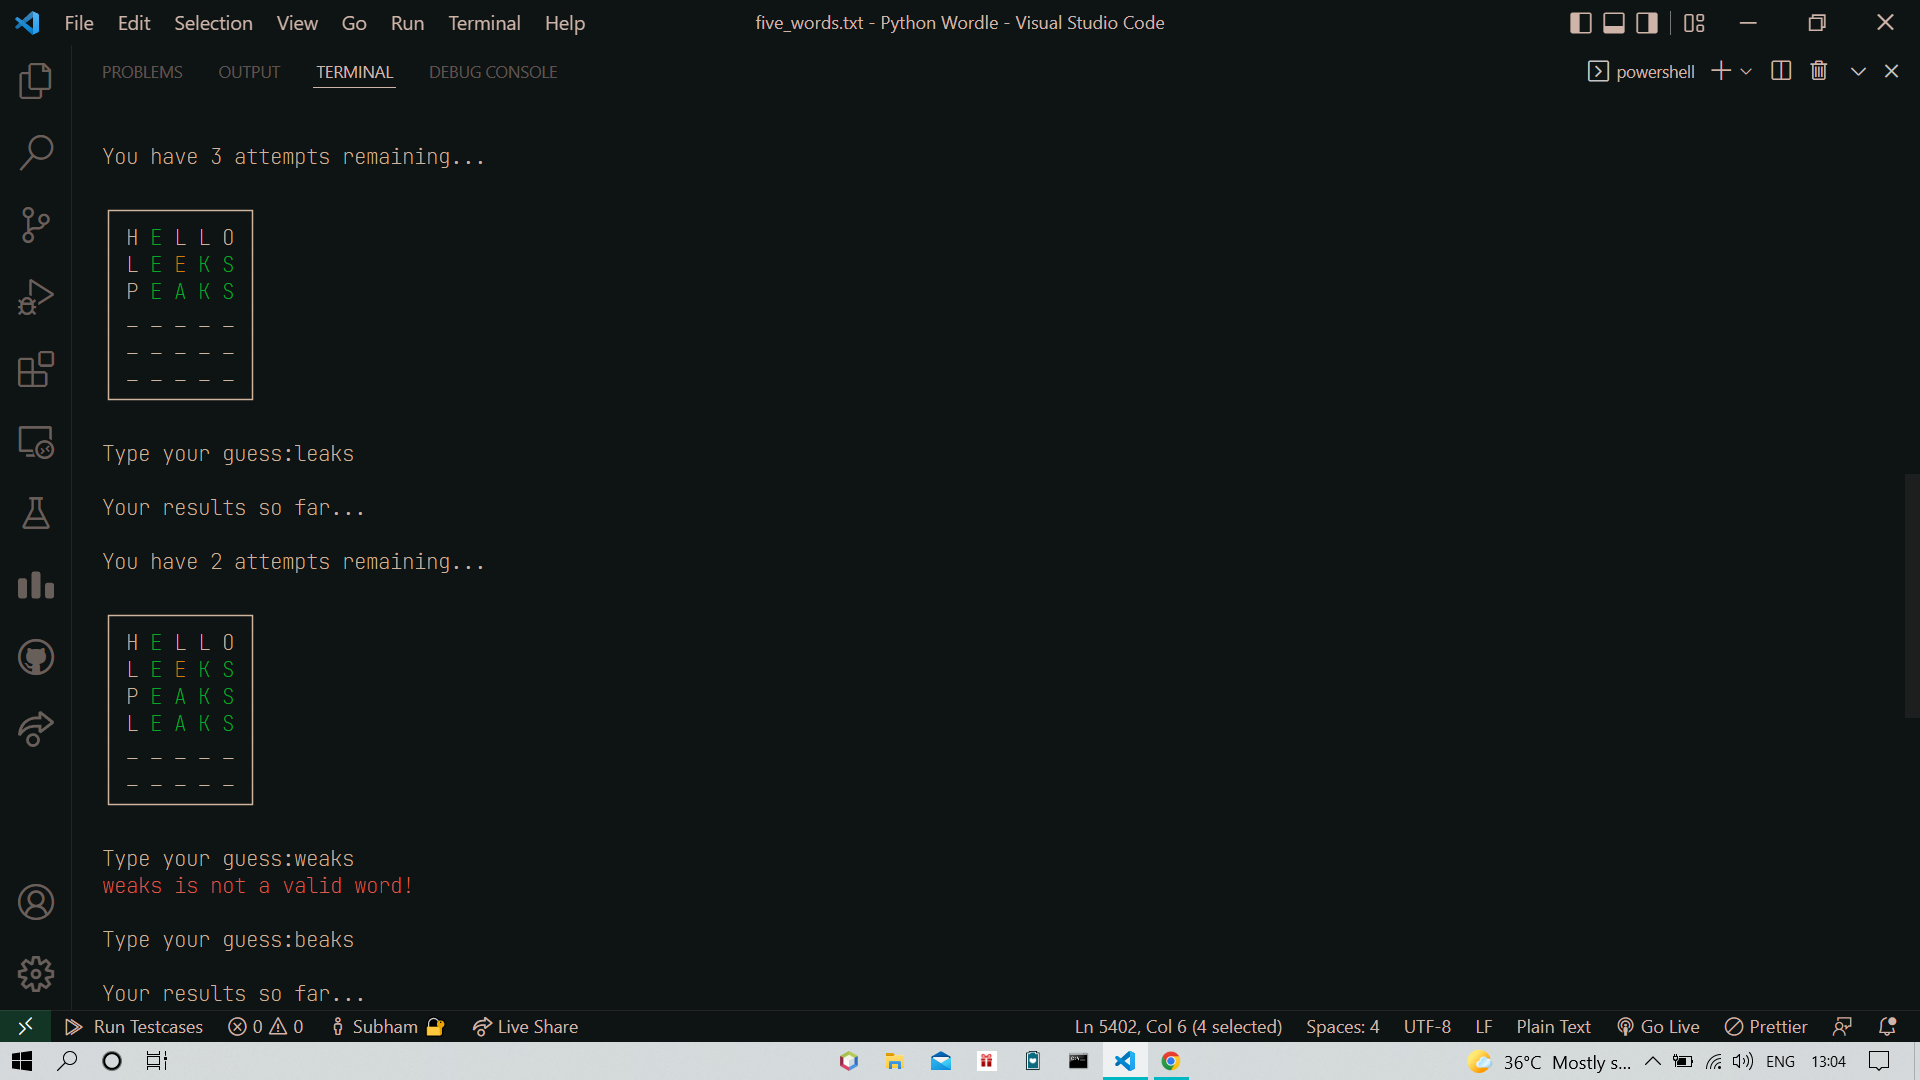 File Edit Selection View Go Run Terminal Help five_words.txt - Python Wordle - Visual Studio Code
PROBLEMS OUTPUT TERMINAL DEBUG CONSOLE powershell
You have 3 attempts remaining...
H E L L O
L E E K S
P E A K S
_ _ _ _ _
_ _ _ _ _
_ _ _ _ _
Type your guess:leaks
Your results so far...
You have 2 attempts remaining...
H E L L O
L E E K S
P E A K S
L E A K S
_ _ _ _ _
_ _ _ _ _
Type your guess:weaks
weaks is not a valid word!
Type your guess:beaks
Your results so far...
Run Testcases 0 0 Subham Live Share Ln 5402, Col 6 (4 selected) Spaces: 4 UTF-8 LF Plain Text Go Live Prettier
36°C Mostly s... ENG 13:04